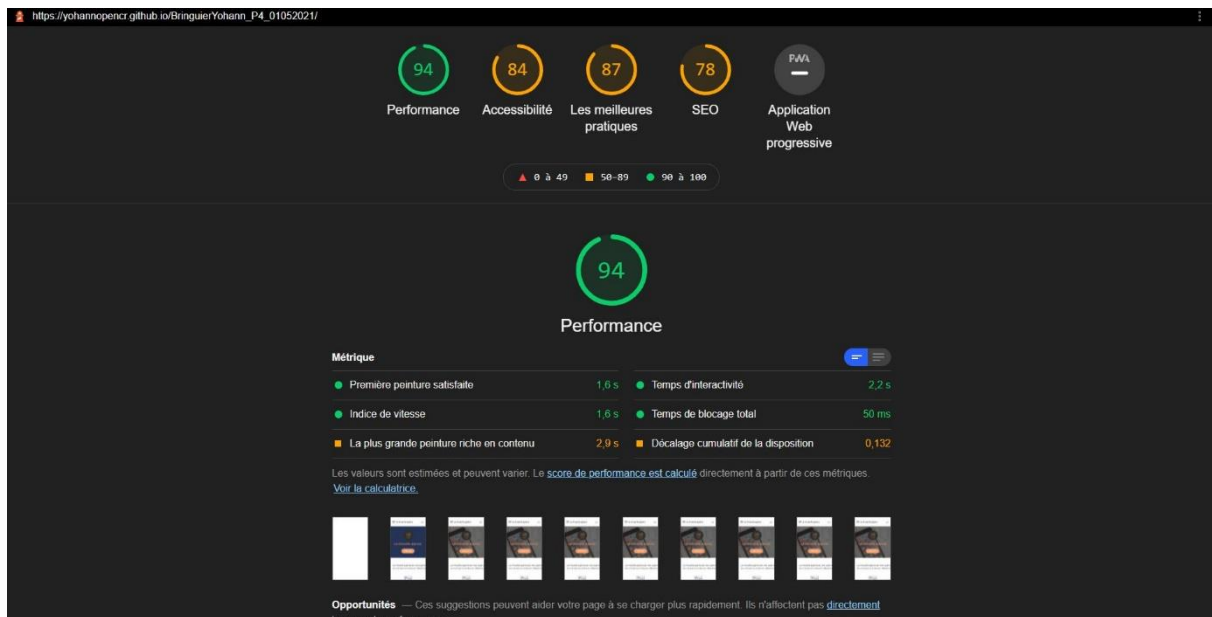 https://yohannopencr.github.io/BringuierYohann_P4_01052021/
94
84
87
78
PWA
Performance
Accessibilité
Les meilleures
pratiques
SEO
Application
Web
progressive
0 à 49
50-89
90 à 100
94
Performance
Métrique
Première peinture satisfaite 1,6 s
Temps d'interactivité 2,2 s
Indice de vitesse 1,6 s
Temps de blocage total 50 ms
La plus grande peinture riche en contenu 2,9 s
Décalage cumulatif de la disposition 0,132
Les valeurs sont estimées et peuvent varier. Le score de performance est calculé directement à partir de ces métriques.
Voir la calculatrice.
Opportunités — Ces suggestions peuvent aider votre page à se charger plus rapidement. Ils n'affectent pas directement